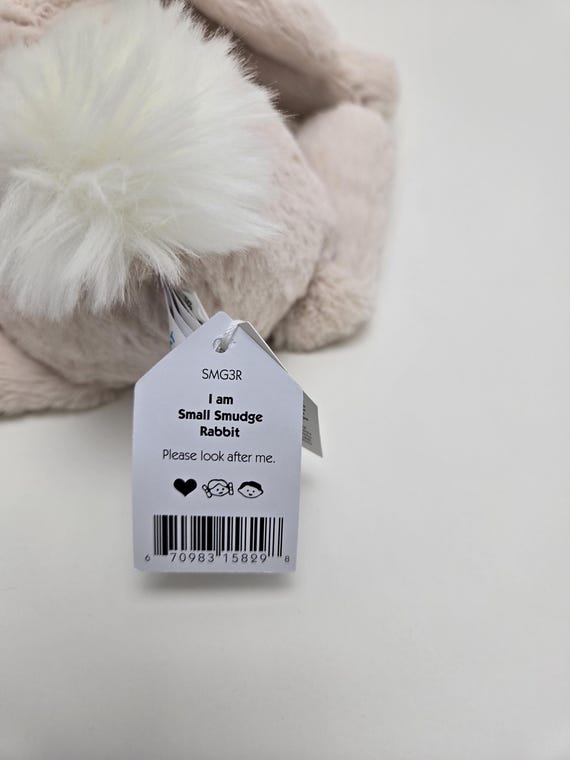 SMG3R
I am
Small Smudge
Rabbit
Please look after me.
6 70983 15829 8